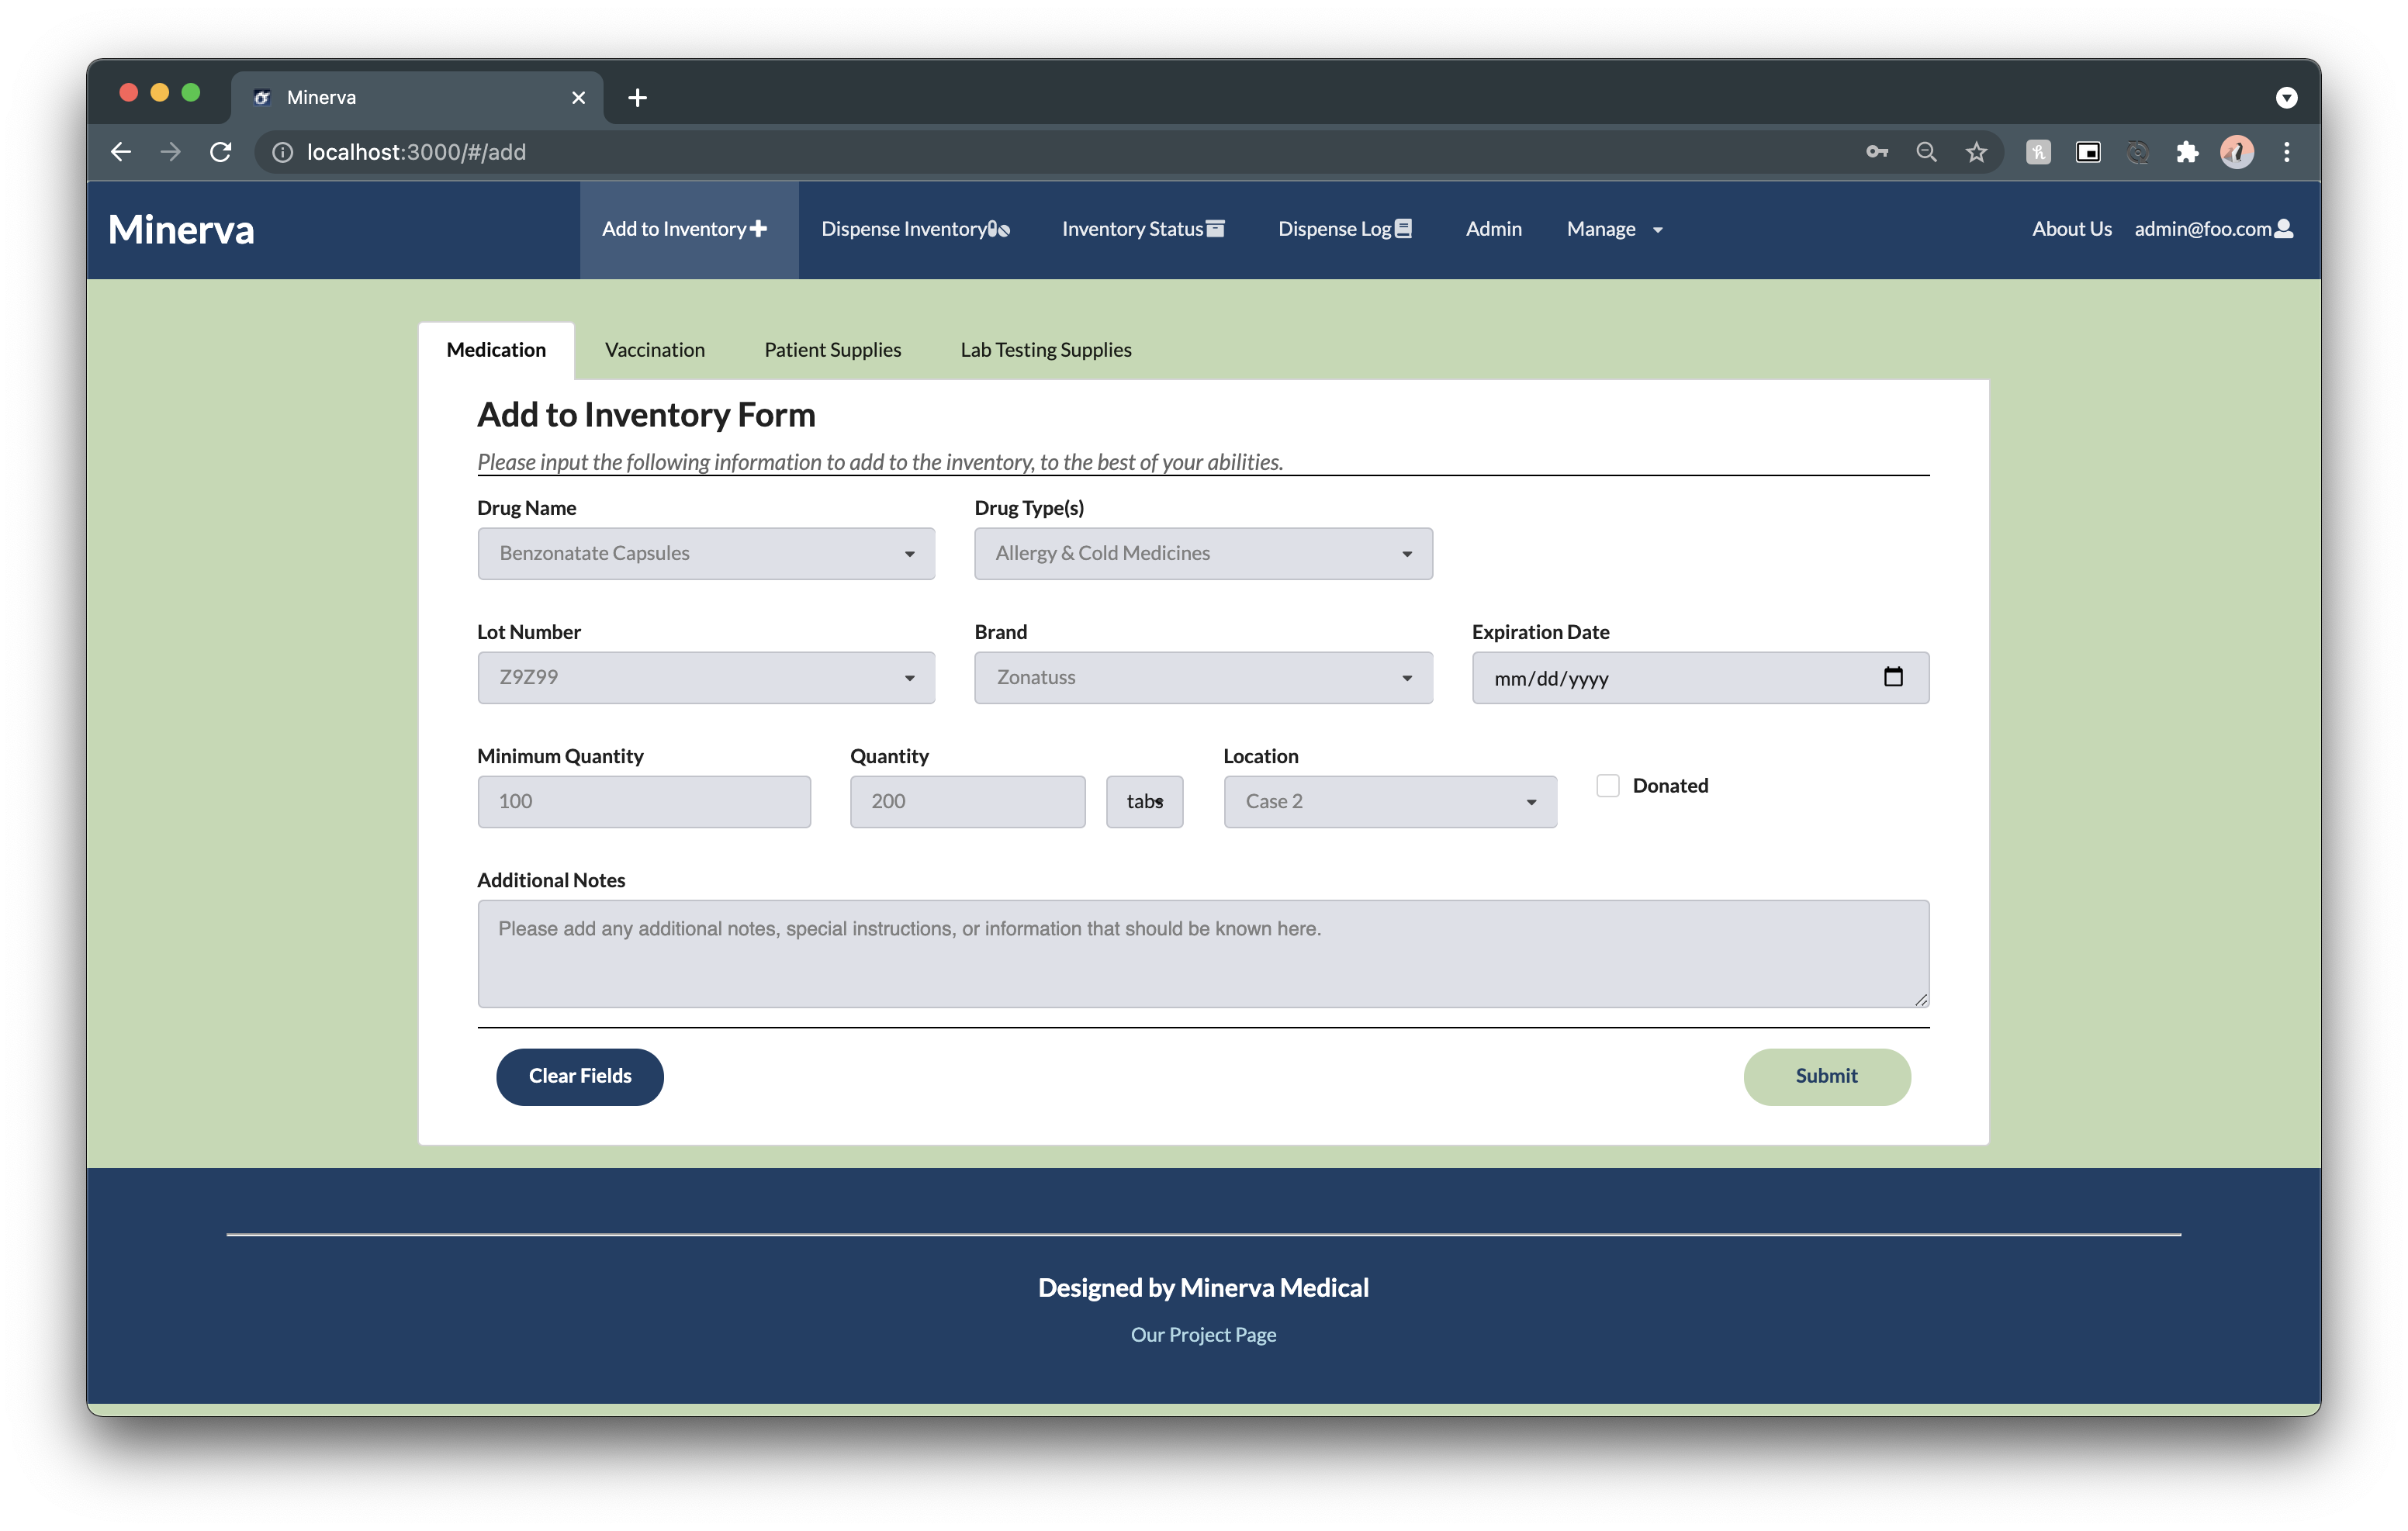 Minerva
localhost:3000/#/add
Minerva
Add to Inventory
Dispense Inventory
Inventory Status
Dispense Log
Admin
Manage
About Us
admin@foo.com
Medication
Vaccination
Patient Supplies
Lab Testing Supplies
Add to Inventory Form
Please input the following information to add to the inventory, to the best of your abilities.
Drug Name
Drug Type(s)
Benzonatate Capsules
Allergy & Cold Medicines
Lot Number
Brand
Expiration Date
Z9Z99
Zonatuss
mm/dd/yyyy
Minimum Quantity
Quantity
Location
100
200
tabs
Case 2
Donated
Additional Notes
Please add any additional notes, special instructions, or information that should be known here.
Clear Fields
Submit
Designed by Minerva Medical
Our Project Page